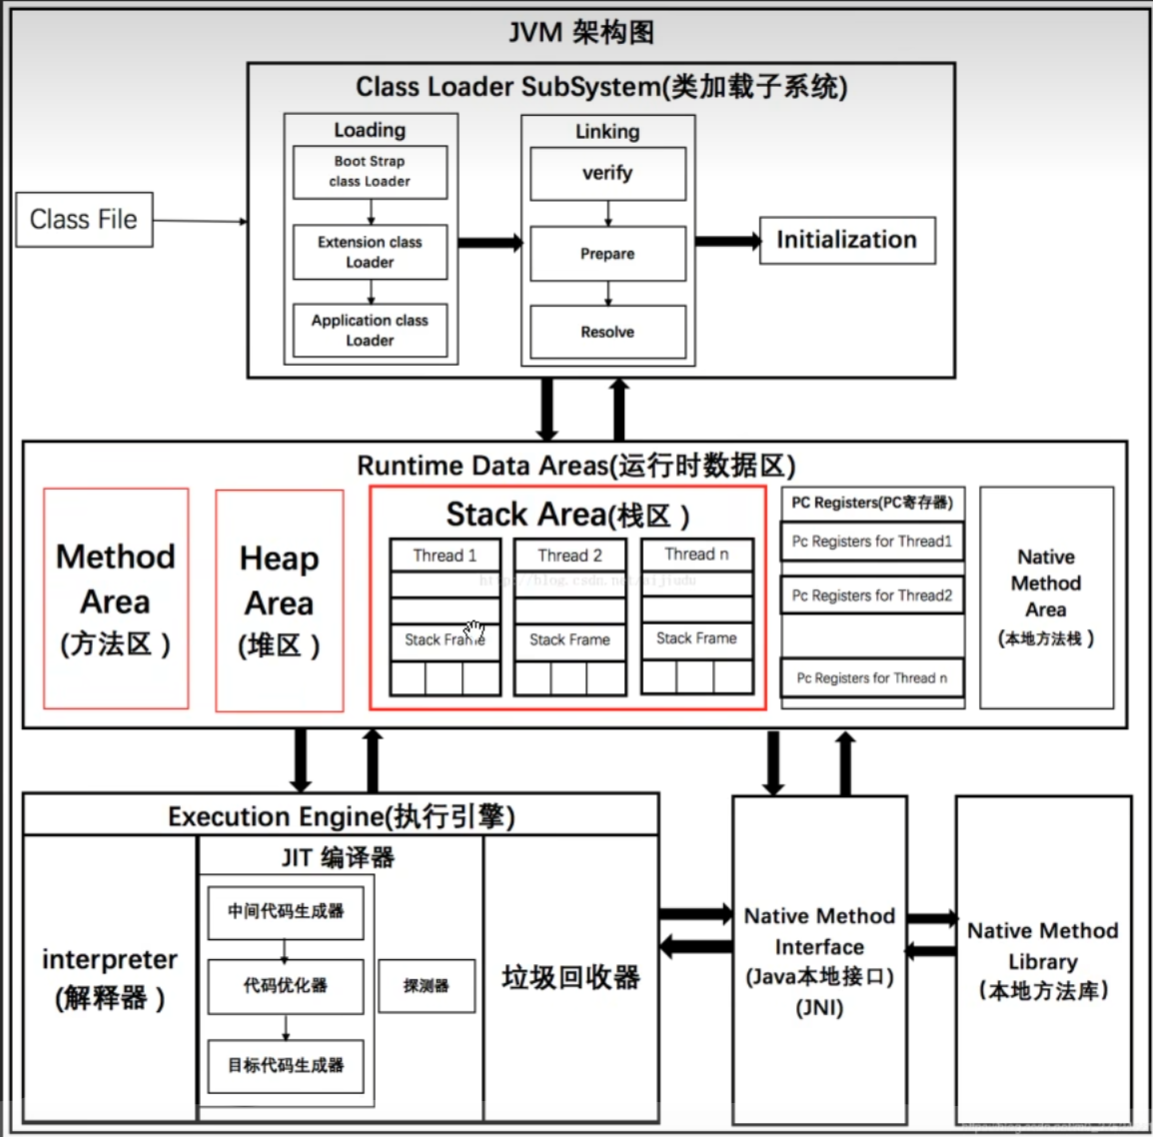 JVM 架构图
Class Loader SubSystem(类加载子系统)
Class File
Loading
Boot Strap
class Loader
Extension class
Loader
Application class
Loader
Linking
verify
Prepare
Resolve
Initialization
Runtime Data Areas(运行时数据区)
Method
Area
(方法区 )
Heap
Area
(堆区 )
Stack Area(栈区 )
Thread 1
Stack Frame
Thread 2
Stack Frame
Thread n
Stack Frame
http://blog.csdn.net/aijiudu
PC Registers(PC寄存器)
Pc Registers for Thread1
Pc Registers for Thread2
Pc Registers for Thread n
Native
Method
Area
(本地方法栈 )
Execution Engine(执行引擎)
interpreter
(解释器 )
JIT 编译器
中间代码生成器
代码优化器
目标代码生成器
探测器
垃圾回收器
Native Method
Interface
(Java本地接口)
(JNI)
Native Method
Library
(本地方法库)